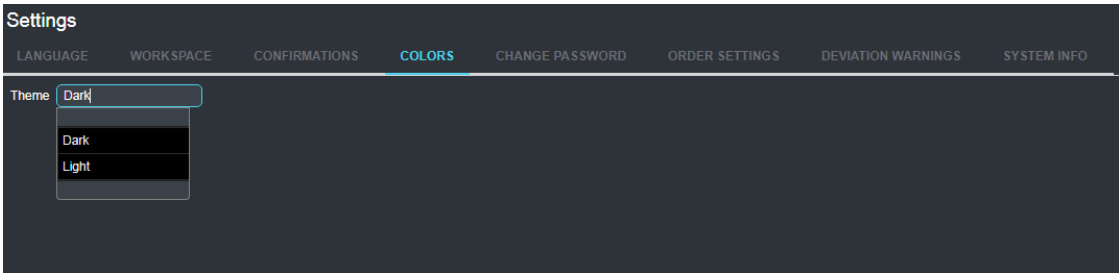 Settings
LANGUAGE WORKSPACE CONFIRMATIONS COLORS CHANGE PASSWORD ORDER SETTINGS DEVIATION WARNINGS SYSTEM INFO
Theme Dark
Dark
Light